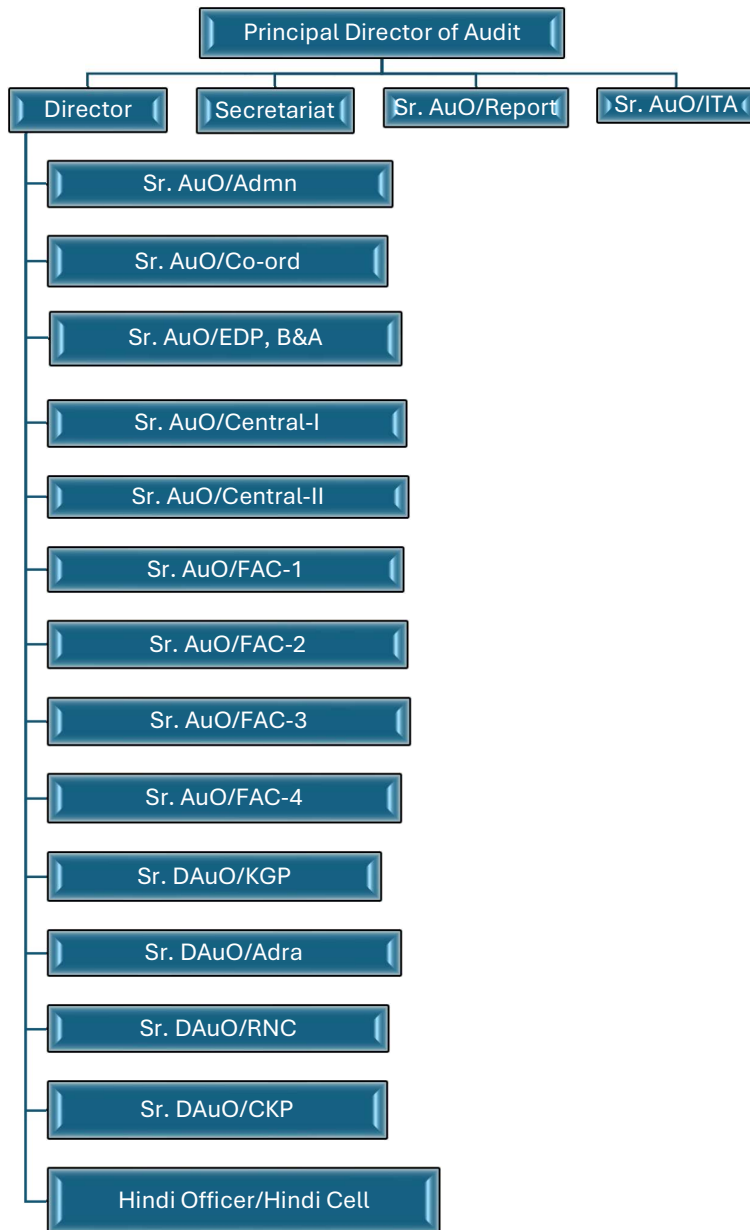 Principal Director of Audit
Director
Secretariat
Sr. AuO/Report
Sr. AuO/ITA
Sr. AuO/Admn
Sr. AuO/Co-ord
Sr. AuO/EDP, B&A
Sr. AuO/Central-I
Sr. AuO/Central-II
Sr. AuO/FAC-1
Sr. AuO/FAC-2
Sr. AuO/FAC-3
Sr. AuO/FAC-4
Sr. DAuO/KGP
Sr. DAuO/Adra
Sr. DAuO/RNC
Sr. DAuO/CKP
Hindi Officer/Hindi Cell